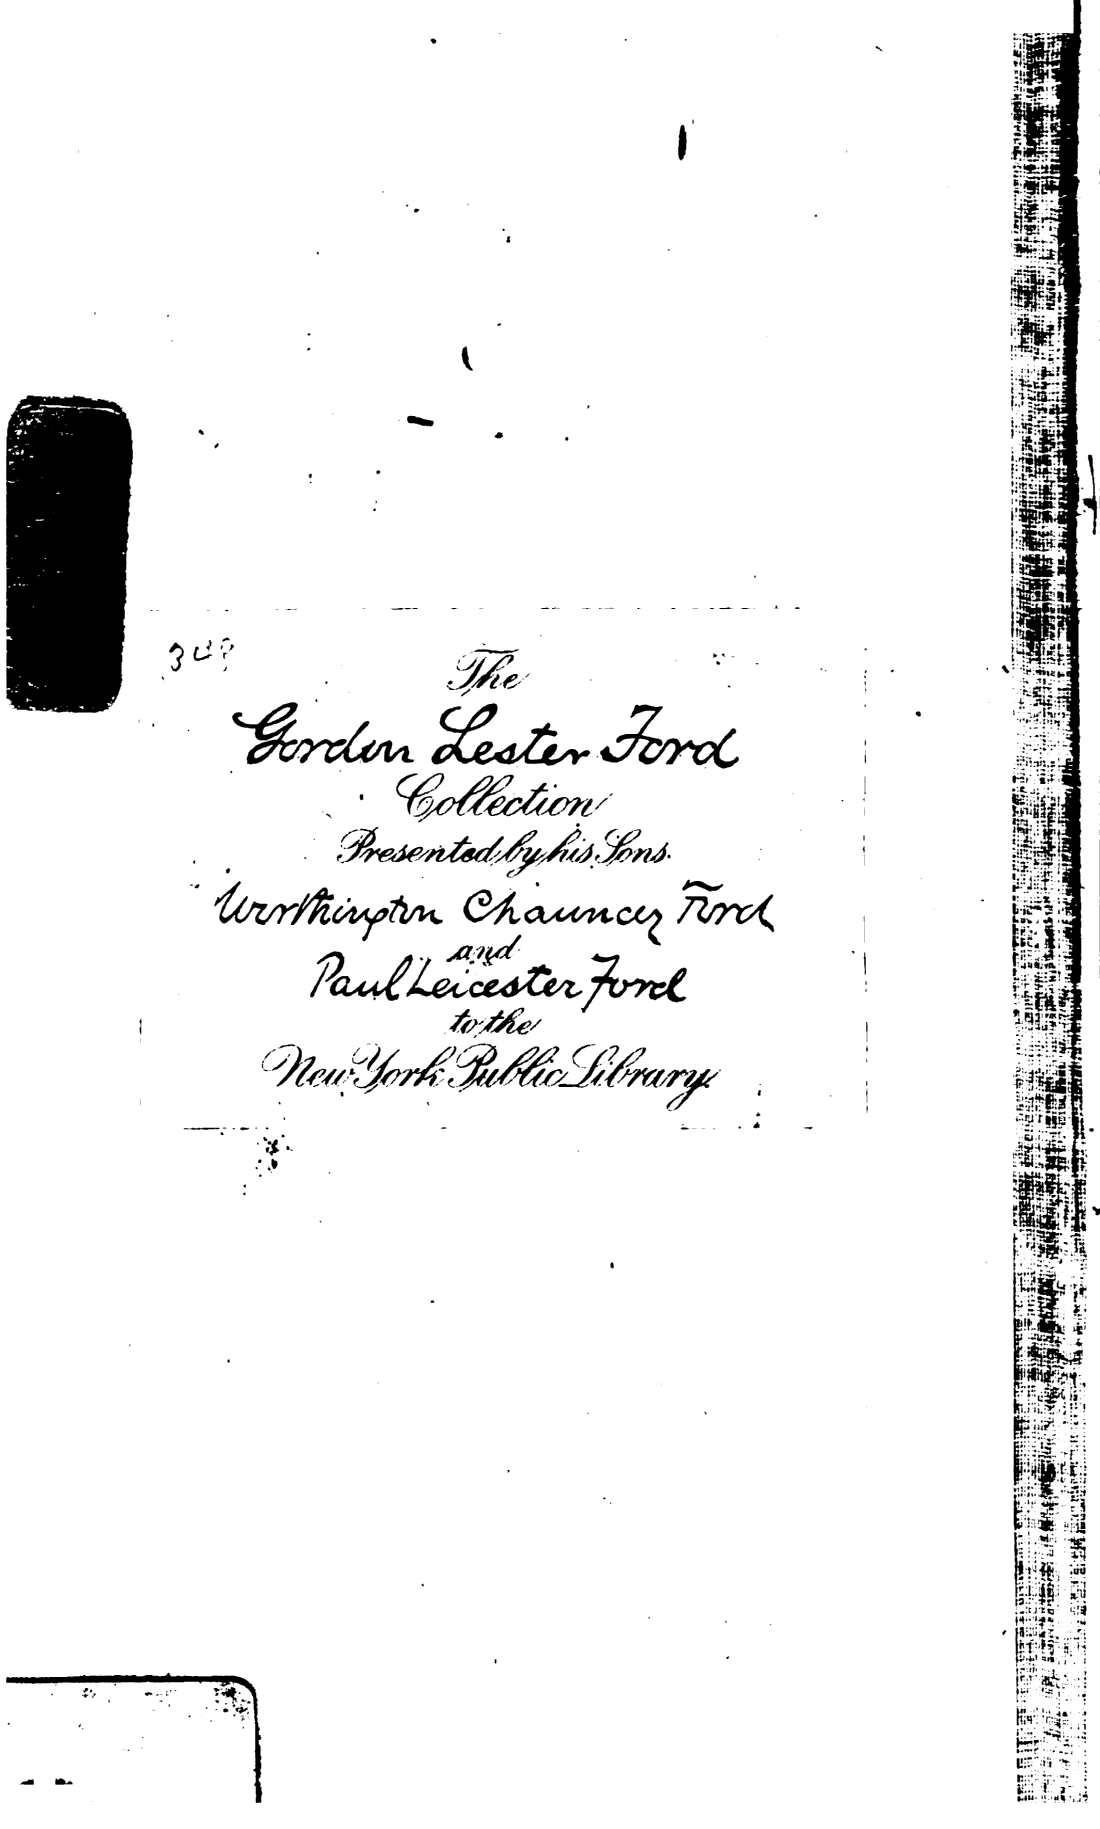 The
Gordon Lester Ford
Collection
Presented by his Sons.
Worthington Chauncey Ford
and
Paul Leicester Ford
to the
New York Public Library.